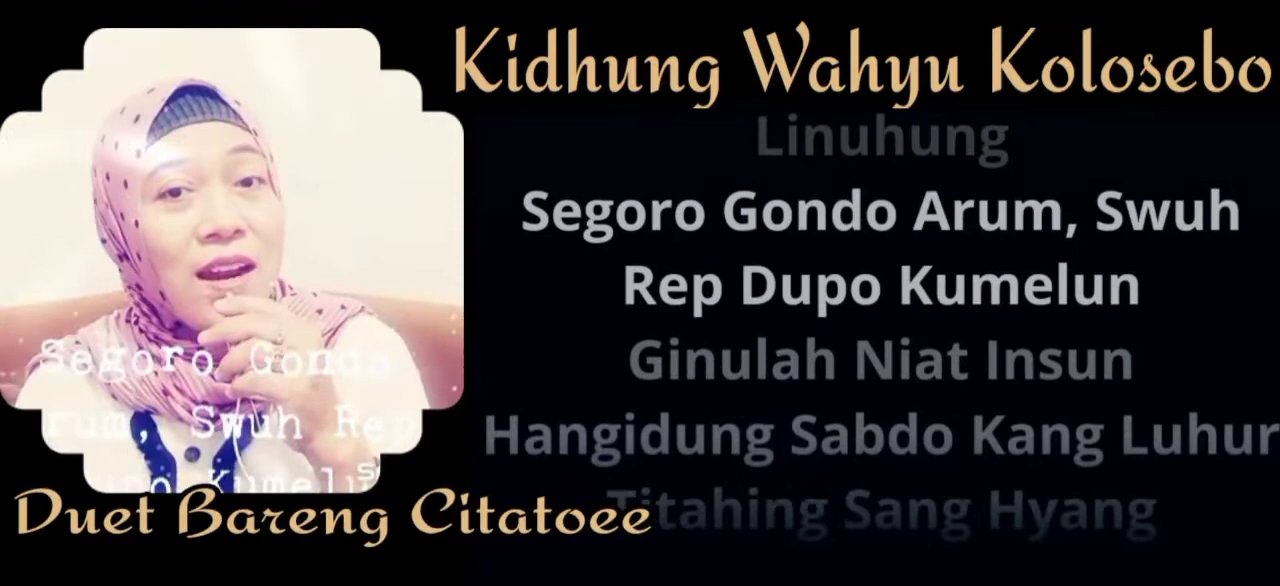 Kidhung Wahyu Kolosebo
Linuhung
Segoro Gondo Arum, Swuh
Rep Dupo Kumelun
Ginulah Niat Insun
Hangidung Sabdo Kang Luhur
Titahing Sang Hyang
Segoro Gondo
rum, Swuh Rep
Duet Bareng Citatoee